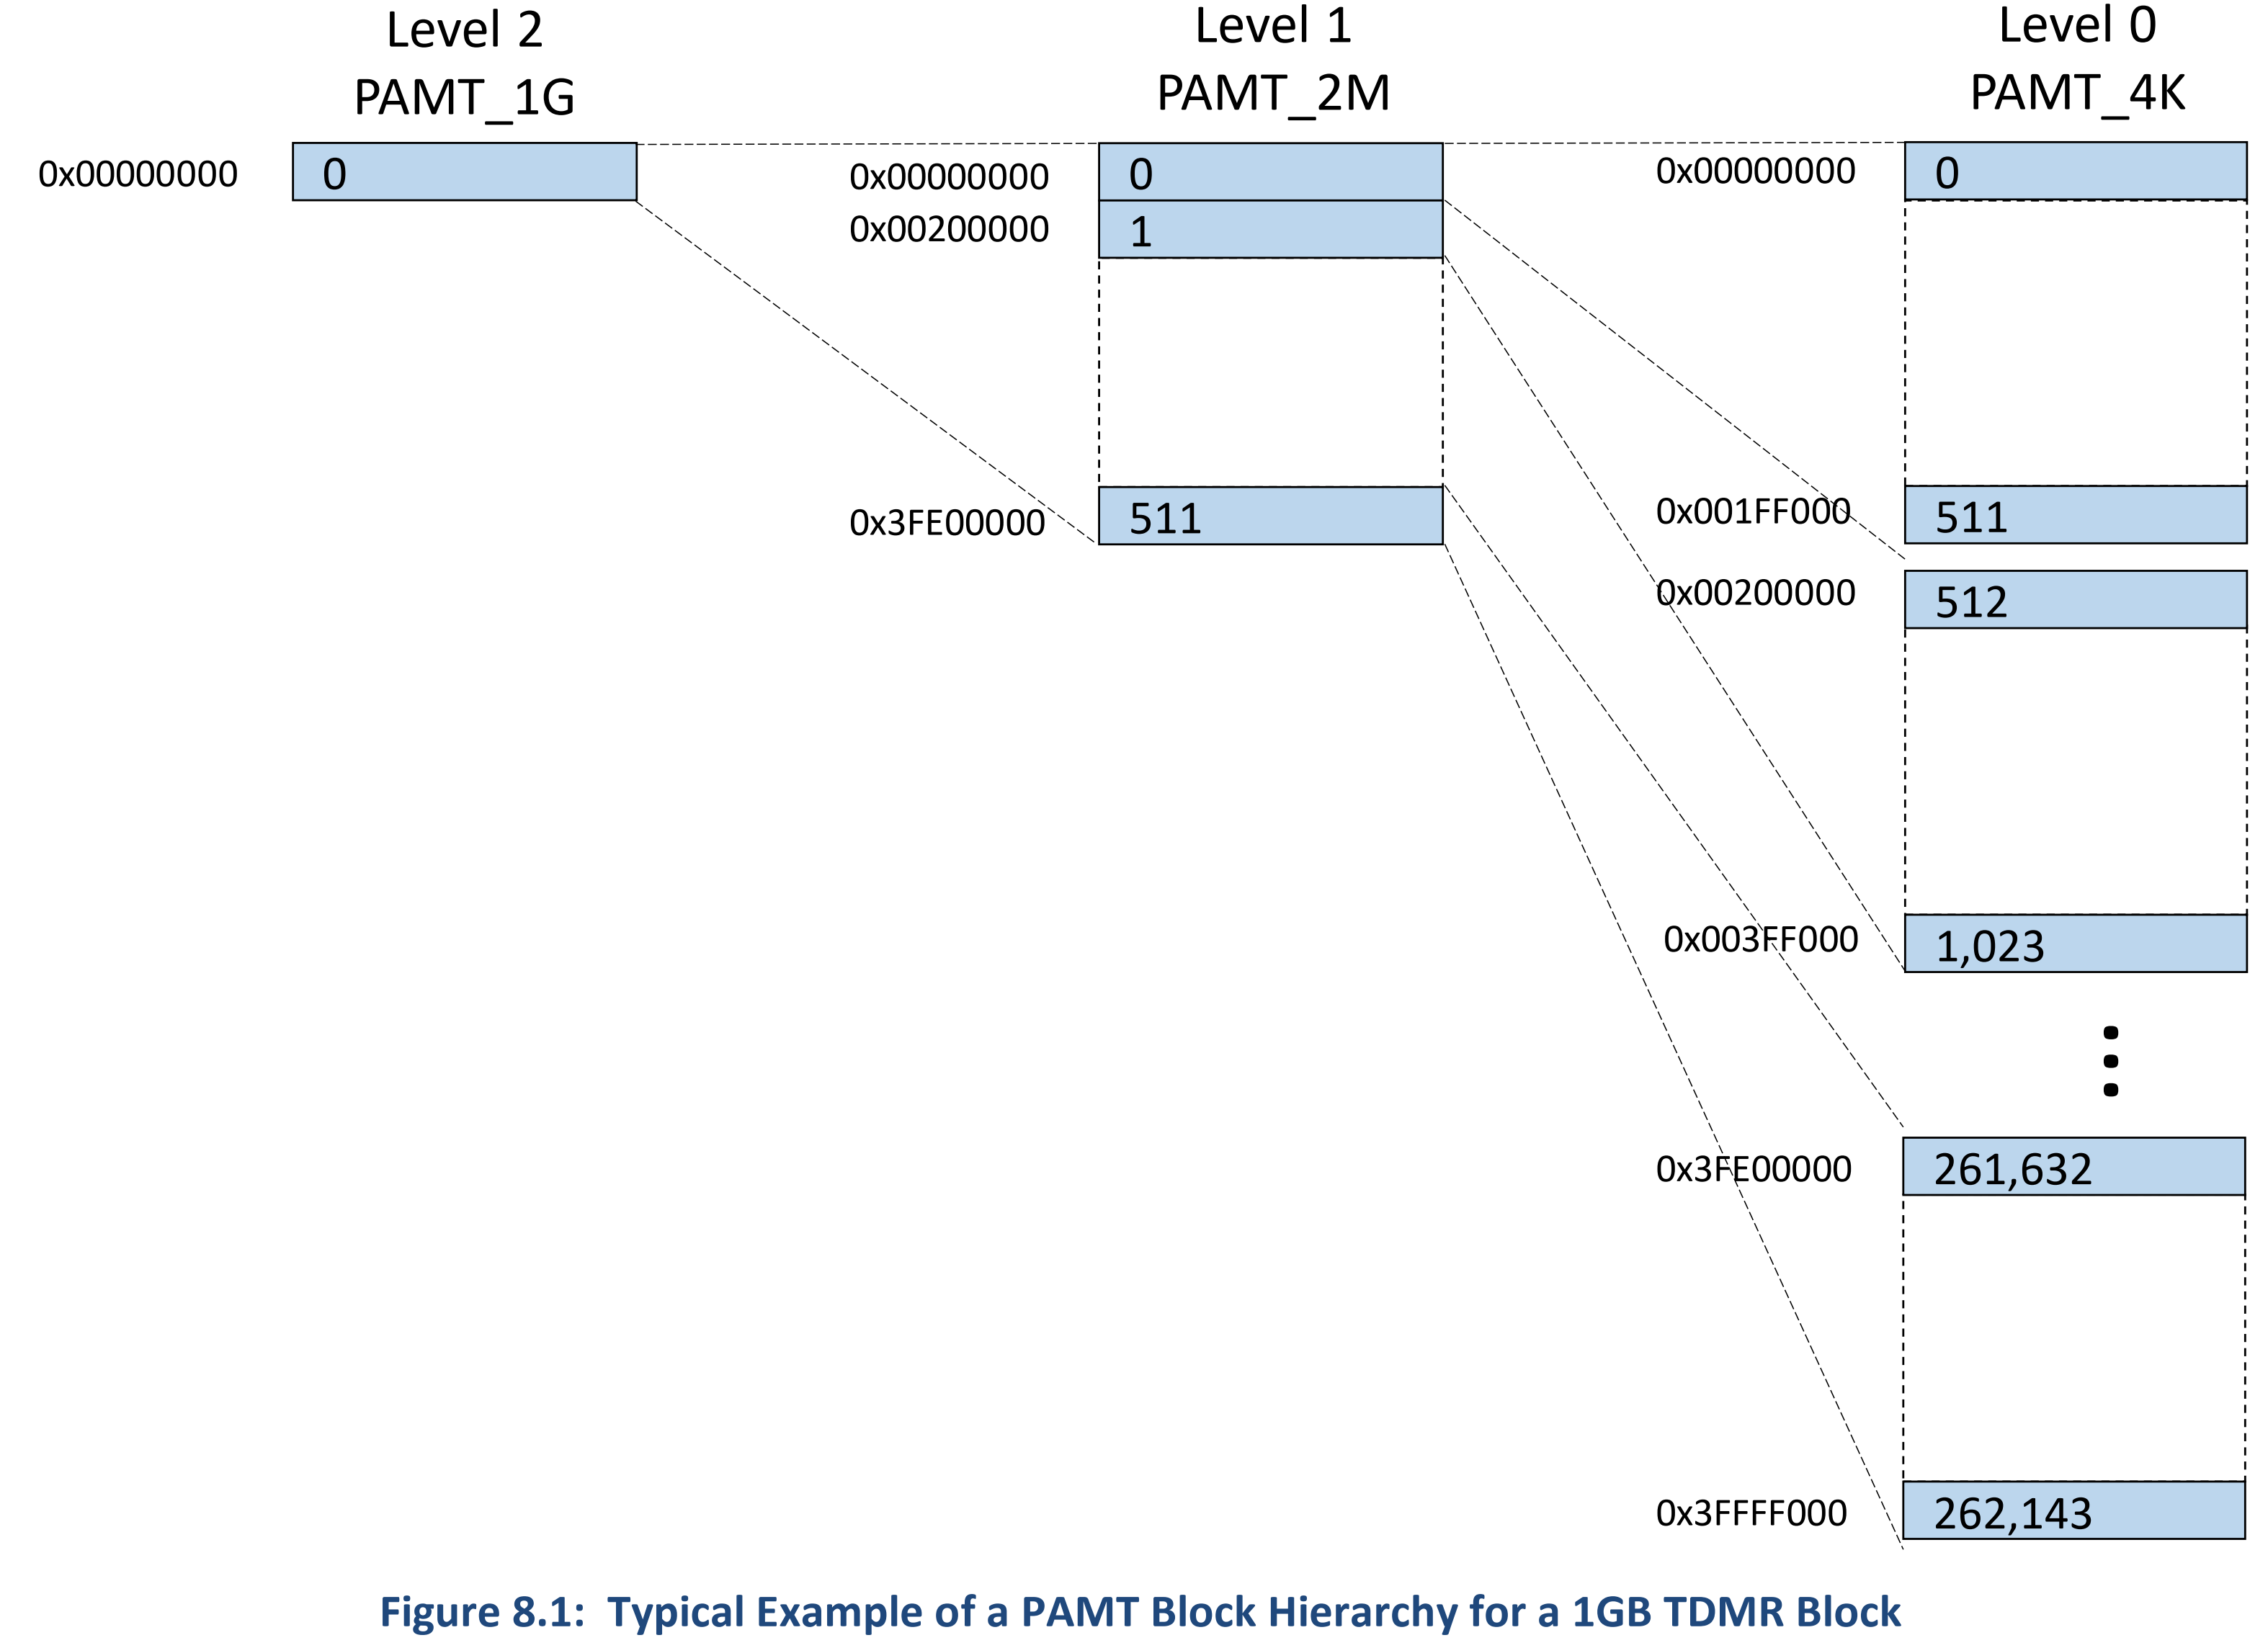 Level 2
PAMT_1G
0x00000000
0
Level 1
PAMT_2M
0x00000000
0
0x00200000
1
0x3FE00000
511
Level 0
PAMT_4K
0x00000000
0
0x001FF000
511
0x00200000
512
0x003FF000
1,023
0x3FE00000
261,632
0x3FFFF000
262,143
Figure 8.1: Typical Example of a PAMT Block Hierarchy for a 1GB TDMR Block